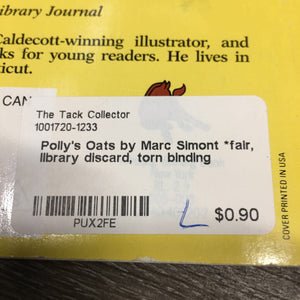 ibrary Journal
Caldecott-winning illustrator, and
ks for young readers. He lives in
ticut.
CAN
The Tack Collector
1001720-1233
Polly's Oats by Marc Simont *fair,
library discard, torn binding
PUX2FE
L $0.90
COVER PRINTED IN USA